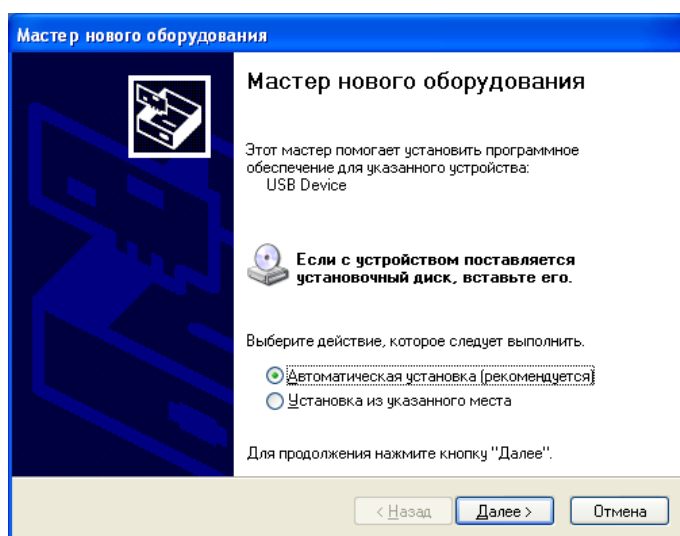 Мастер нового оборудования
Мастер нового оборудования
Этот мастер помогает установить программное
обеспечение для указанного устройства:
USB Device
Если с устройством поставляется
установочный диск, вставьте его.
Выберите действие, которое следует выполнить.
Автоматическая установка (рекомендуется)
Установка из указанного места
Для продолжения нажмите кнопку "Далее".
< Назад Далее > Отмена